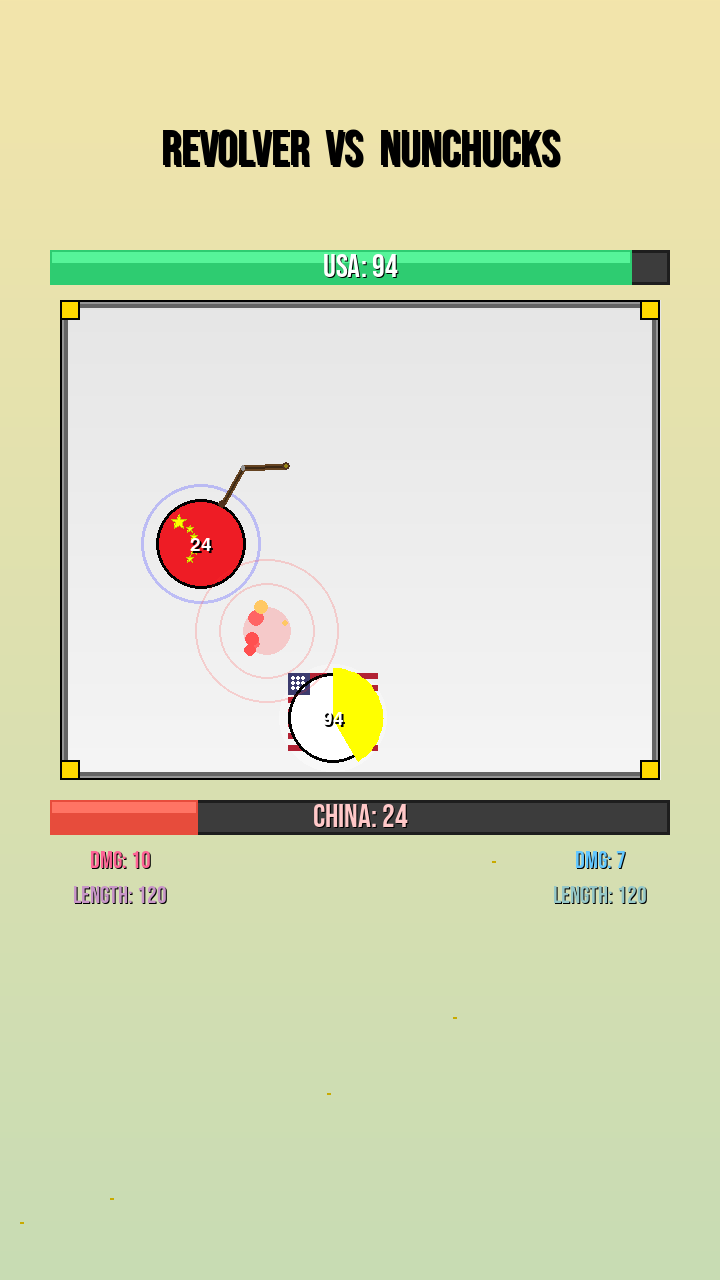 REVOLVER VS NUNCHUCKS
USA: 94
24
94
CHINA: 24
DMG: 10
DMG: 7
LENGTH: 120
LENGTH: 120